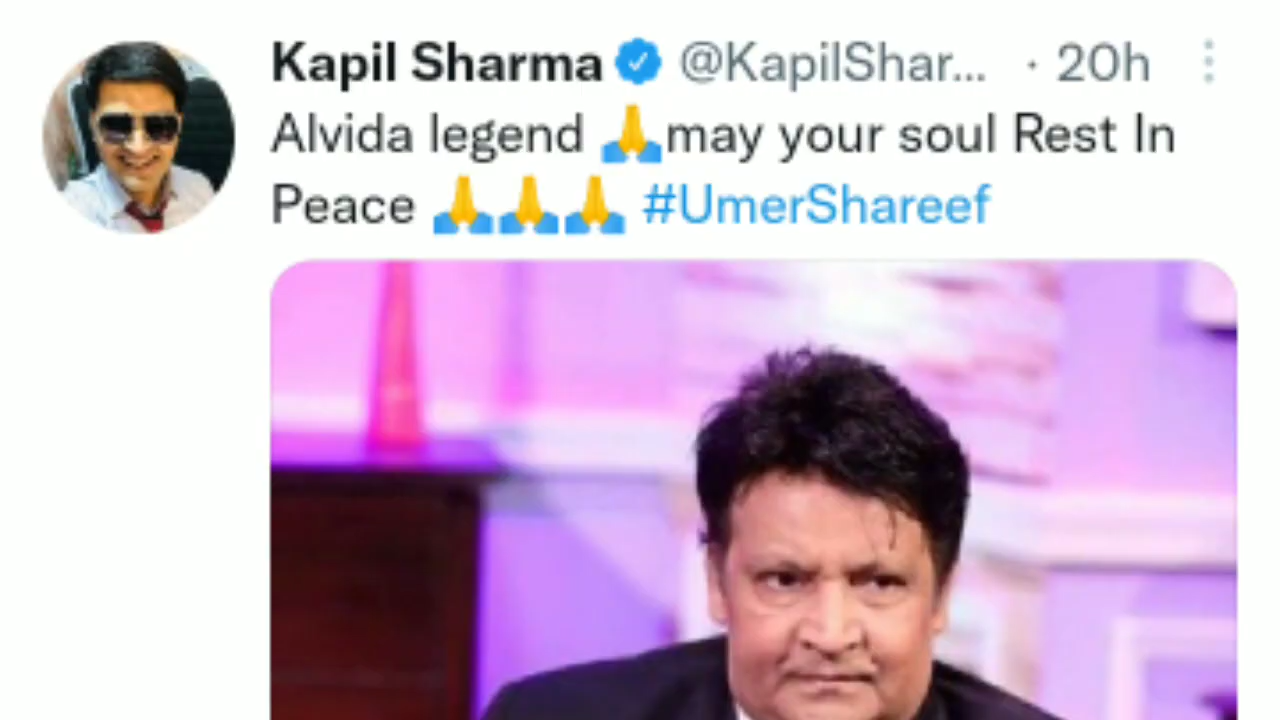 Kapil Sharma @KapilShar... · 20h
Alvida legend 🙏may your soul Rest In
Peace 🙏🙏🙏 #UmerShareef